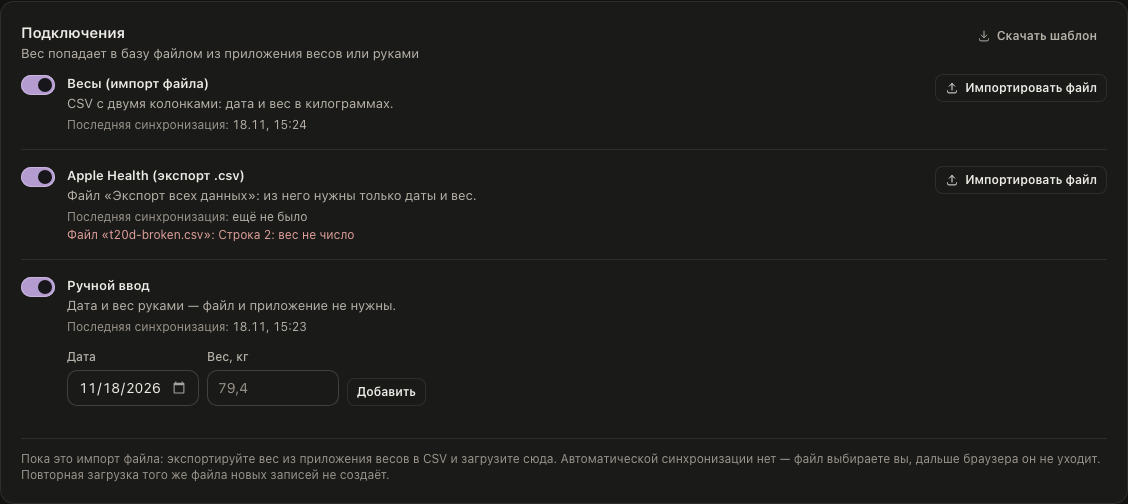 Подключения
Скачать шаблон
Вес попадает в базу файлом из приложения весов или руками
Весы (импорт файла)
Импортировать файл
CSV с двумя колонками: дата и вес в килограммах.
Последняя синхронизация: 18.11, 15:24
Apple Health (экспорт .csv)
Импортировать файл
Файл «Экспорт всех данных»: из него нужны только даты и вес.
Последняя синхронизация: ещё не было
Файл «t20d-broken.csv»: Строка 2: вес не число
Ручной ввод
Дата и вес руками — файл и приложение не нужны.
Последняя синхронизация: 18.11, 15:23
Дата Вес, кг
11/18/2026 79,4 Добавить
Пока это импорт файла: экспортируйте вес из приложения весов в CSV и загрузите сюда. Автоматической синхронизации нет — файл выбираете вы, дальше браузера он не уходит.
Повторная загрузка того же файла новых записей не создаёт.